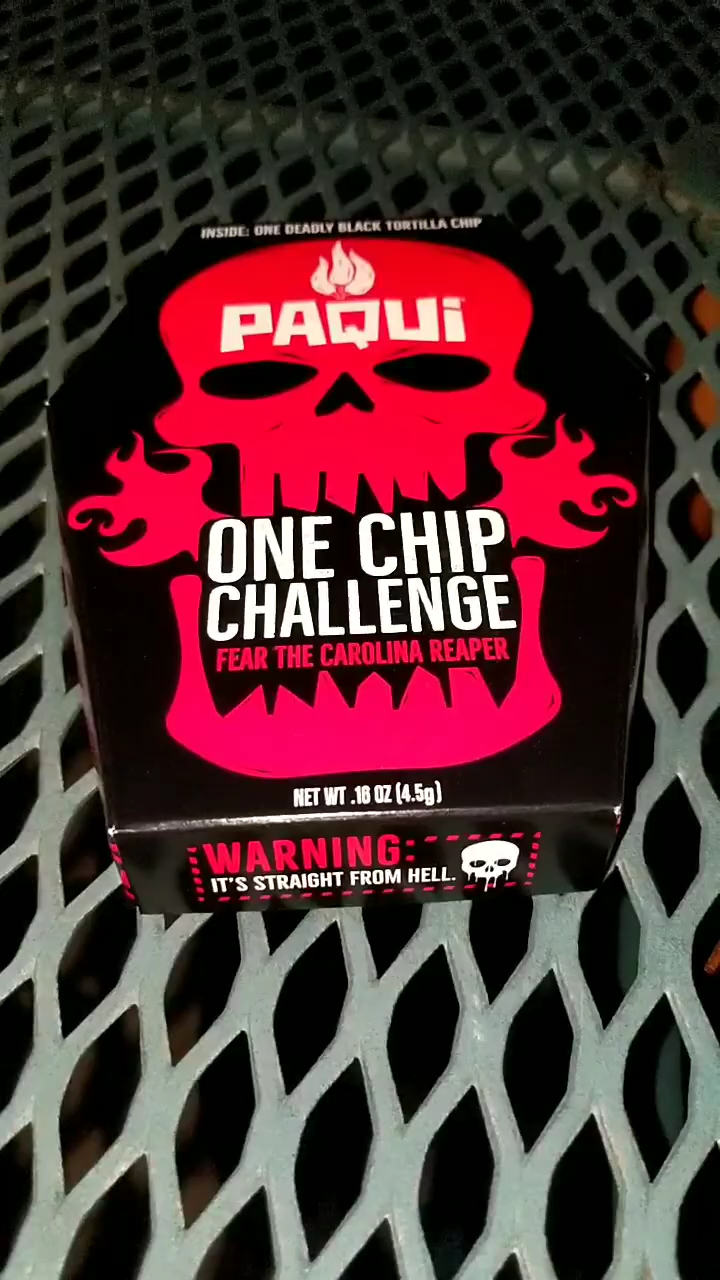 INSIDE: ONE DEADLY BLACK TORTILLA CHIP
PAQUI
ONE CHIP
CHALLENGE
FEAR THE CAROLINA REAPER
NET WT .16 OZ (4.5g)
WARNING:
IT'S STRAIGHT FROM HELL.